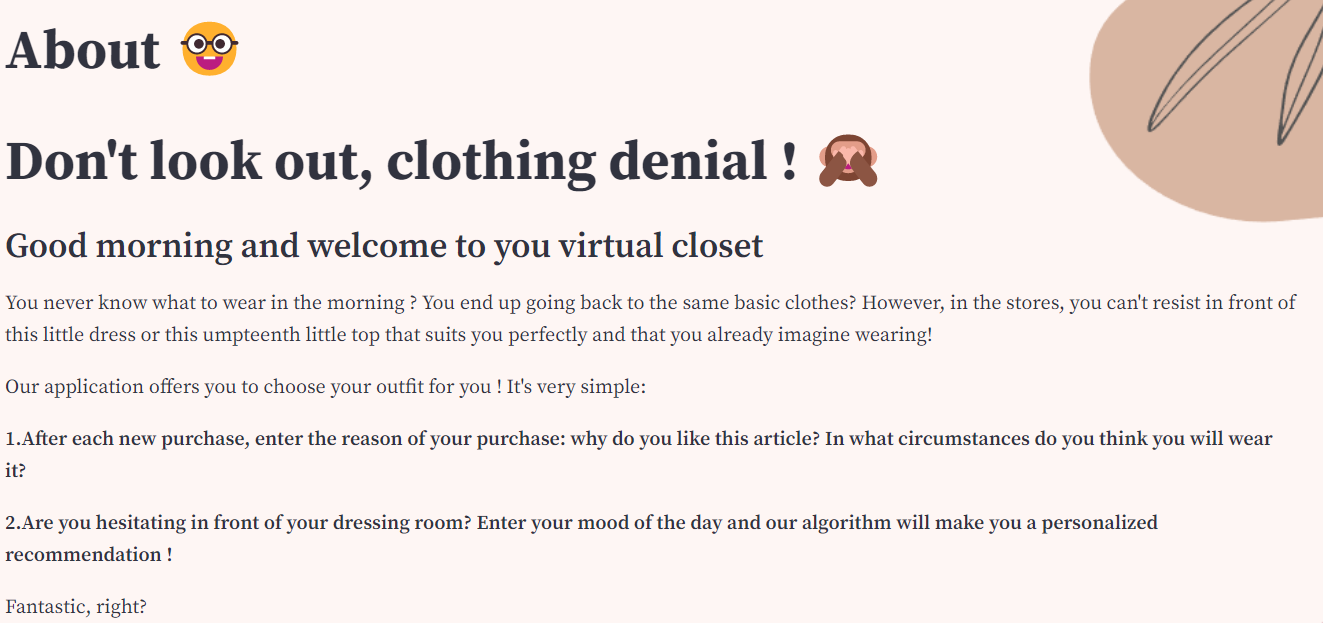 About 🤓
Don't look out, clothing denial ! 🙈
Good morning and welcome to you virtual closet
You never know what to wear in the morning ? You end up going back to the same basic clothes? However, in the stores, you can't resist in front of
this little dress or this umpteenth little top that suits you perfectly and that you already imagine wearing!
Our application offers you to choose your outfit for you ! It's very simple:
1.After each new purchase, enter the reason of your purchase: why do you like this article? In what circumstances do you think you will wear
it?
2.Are you hesitating in front of your dressing room? Enter your mood of the day and our algorithm will make you a personalized
recommendation !
Fantastic, right?